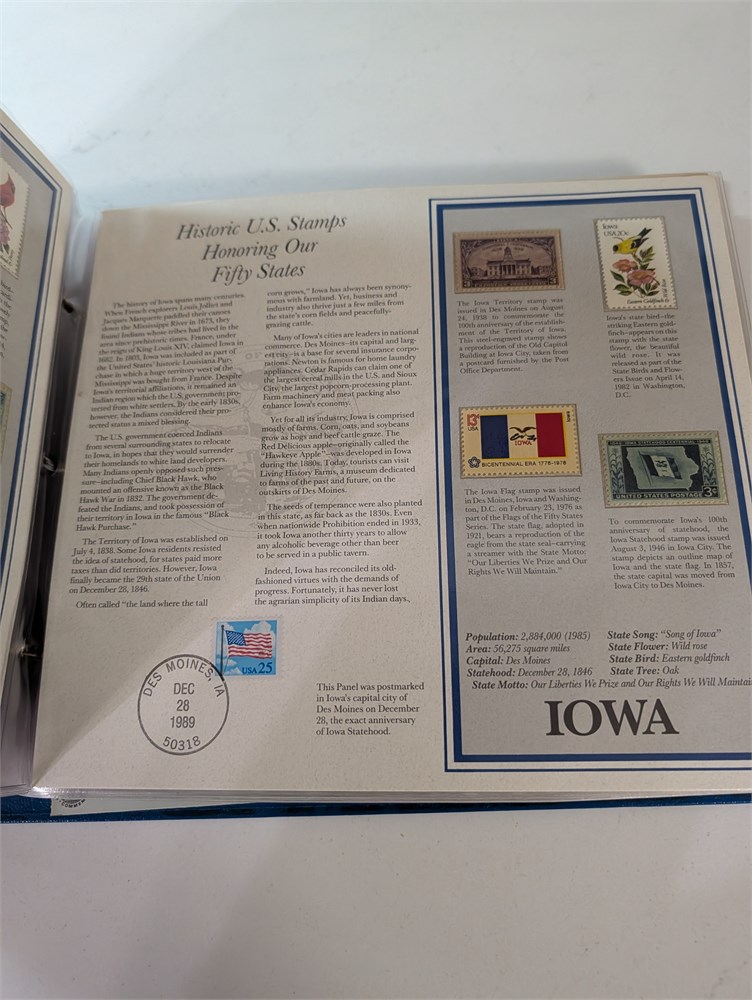 Historic U.S. Stamps
Honoring Our
Fifty States
The history of Iowa spans many centuries.
When French explorers Louis Jolliet and
Jacques Marquette paddled their canoes
down the Mississippi River in 1673, they
found Indians whose tribes had lived in the
area since prehistoric times. France, under
the reign of King Louis XIV, claimed Iowa in
1682. In 1803, Iowa was included as part of
the United States' historic Louisiana Pur-
chase in which a huge territory west of the
Mississippi was bought from France. Despite
Iowa's territorial affiliations, it remained an
Indian region which the U.S. government pro-
tected from white settlers. By the early 1830s,
however, the Indians considered their pro-
tected status a mixed blessing.
The U.S. government coerced Indians
from several surrounding states to relocate
to Iowa, in hopes that they would surrender
their homelands to white land developers.
Many Indians openly opposed such pres-
sure—including Chief Black Hawk, who
mounted an offensive known as the Black
Hawk War in 1832. The government de-
feated the Indians, and took possession of
their territory in Iowa in the famous "Black
Hawk Purchase."
The Territory of Iowa was established on
July 4, 1838. Some Iowa residents resisted
the idea of statehood, for states paid more
taxes than did territories. However, Iowa
finally became the 29th state of the Union
on December 28, 1846.
Often called "the land where the tall
corn grows," Iowa has always been synony-
mous with farmland. Yet, business and
industry also thrive just a few miles from
the state's corn fields and peacefully-
grazing cattle.
Many of Iowa's cities are leaders in national
commerce. Des Moines—its capital and larg-
est city—is a base for several insurance corpo-
rations. Newton is famous for home laundry
appliances. Cedar Rapids can claim one of
the largest cereal mills in the U.S. and Sioux
City, the largest popcorn-processing plant.
Farm machinery and meat packing also
enhance Iowa's economy.
Yet for all its industry, Iowa is comprised
mostly of farms. Corn, oats, and soybeans
grow as hogs and beef cattle graze. The
Red Delicious apple—originally called the
"Hawkeye Apple"—was developed in Iowa
during the 1880s. Today, tourists can visit
Living History Farms, a museum dedicated
to farms of the past and future, on the
outskirts of Des Moines.
The seeds of temperance were also planted
in this state, as far back as the 1830s. Even
when nationwide Prohibition ended in 1933,
it took Iowa another thirty years to allow
any alcoholic beverage other than beer
to be served in a public tavern.
Indeed, Iowa has reconciled its old-
fashioned virtues with the demands of
progress. Fortunately, it has never lost
the agrarian simplicity of its Indian days.
USA 25
DES MOINES, IA
DEC
28
1989
50318
This Panel was postmarked
in Iowa's capital city of
Des Moines on December
28, the exact anniversary
of Iowa Statehood.
3 3
The Iowa Territory stamp was
issued in Des Moines on August
24, 1938 to commemorate the
100th anniversary of the establish-
ment of the Territory of Iowa.
This steel-engraved stamp shows
a reproduction of the Old Capitol
Building at Iowa City, taken from
a postcard furnished by the Post
Office Department.
Iowa
USA 20c
Eastern Goldfinch &
Wild Rose
Iowa's state bird—the
striking Eastern gold-
finch—appears on this
stamp with the state
flower, the beautiful
wild rose. It was
released as part of the
State Birds and Flow-
ers Issue on April 14,
1982 in Washington,
D.C.
13c
USA
IOWA
IOWA
BICENTENNIAL ERA 1776-1976
The Iowa Flag stamp was issued
in Des Moines, Iowa and Washing-
ton, D.C. on February 23, 1976 as
part of the Flags of the Fifty States
Series. The state flag, adopted in
1921, bears a reproduction of the
eagle from the state seal—carrying
a streamer with the State Motto:
"Our Liberties We Prize and Our
Rights We Will Maintain."
UNITED STATES POSTAGE 3¢
To commemorate Iowa's 100th
anniversary of statehood, the
Iowa Statehood stamp was issued
August 3, 1946 in Iowa City. The
stamp depicts an outline map of
Iowa and the state flag. In 1857,
the state capital was moved from
Iowa City to Des Moines.
Population: 2,884,000 (1985)
Area: 56,275 square miles
Capital: Des Moines
Statehood: December 28, 1846
State Song: "Song of Iowa"
State Flower: Wild rose
State Bird: Eastern goldfinch
State Tree: Oak
State Motto: Our Liberties We Prize and Our Rights We Will Maintai
IOWA